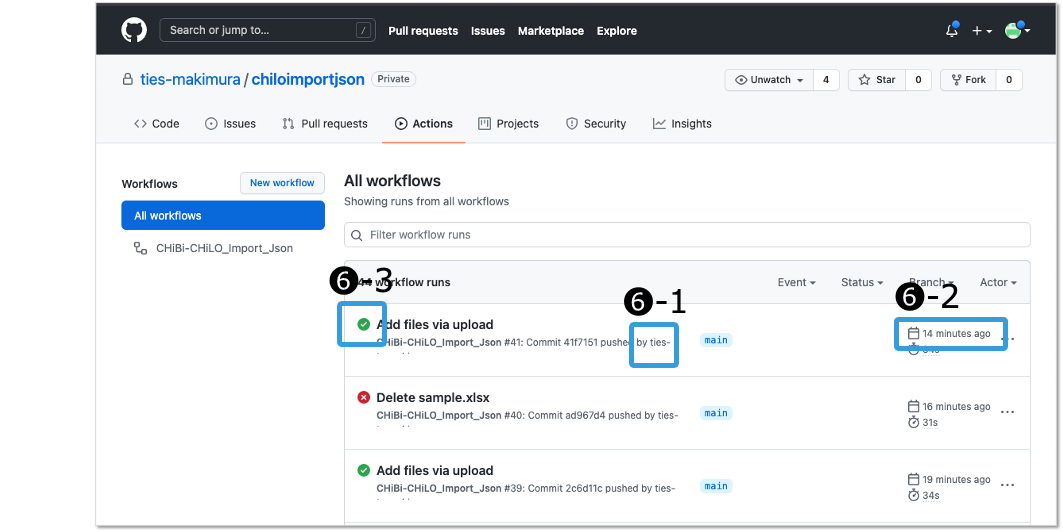 Search or jump to... /
Pull requests Issues Marketplace Explore
ties-makimura / chiloimportjson Private
Unwatch 4 Star 0 Fork 0
Code Issues Pull requests Actions Projects Security Insights
Workflows New workflow
All workflows
CHiBi-CHiLO_Import_Json
All workflows
Showing runs from all workflows
Filter workflow runs
❻-3
workflow runs
Event Status Branch Actor
❻-1
❻-2
Add files via upload
CHiBi-CHiLO_Import_Json #41: Commit 41f7151 pushed by ties-
main
14 minutes ago
34s
Delete sample.xlsx
CHiBi-CHiLO_Import_Json #40: Commit ad967d4 pushed by ties-
main
16 minutes ago
31s
Add files via upload
CHiBi-CHiLO_Import_Json #39: Commit 2c6d11c pushed by ties-
main
19 minutes ago
34s